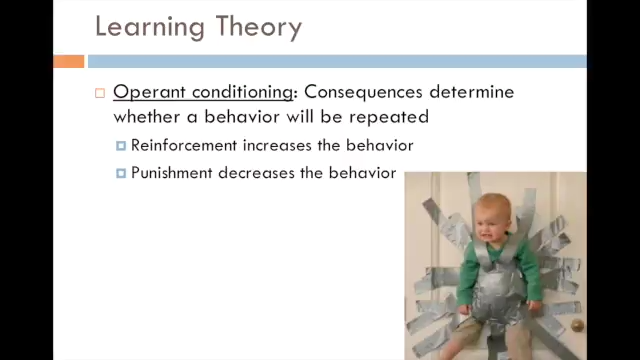 Learning Theory
Operant conditioning: Consequences determine
whether a behavior will be repeated
Reinforcement increases the behavior
Punishment decreases the behavior